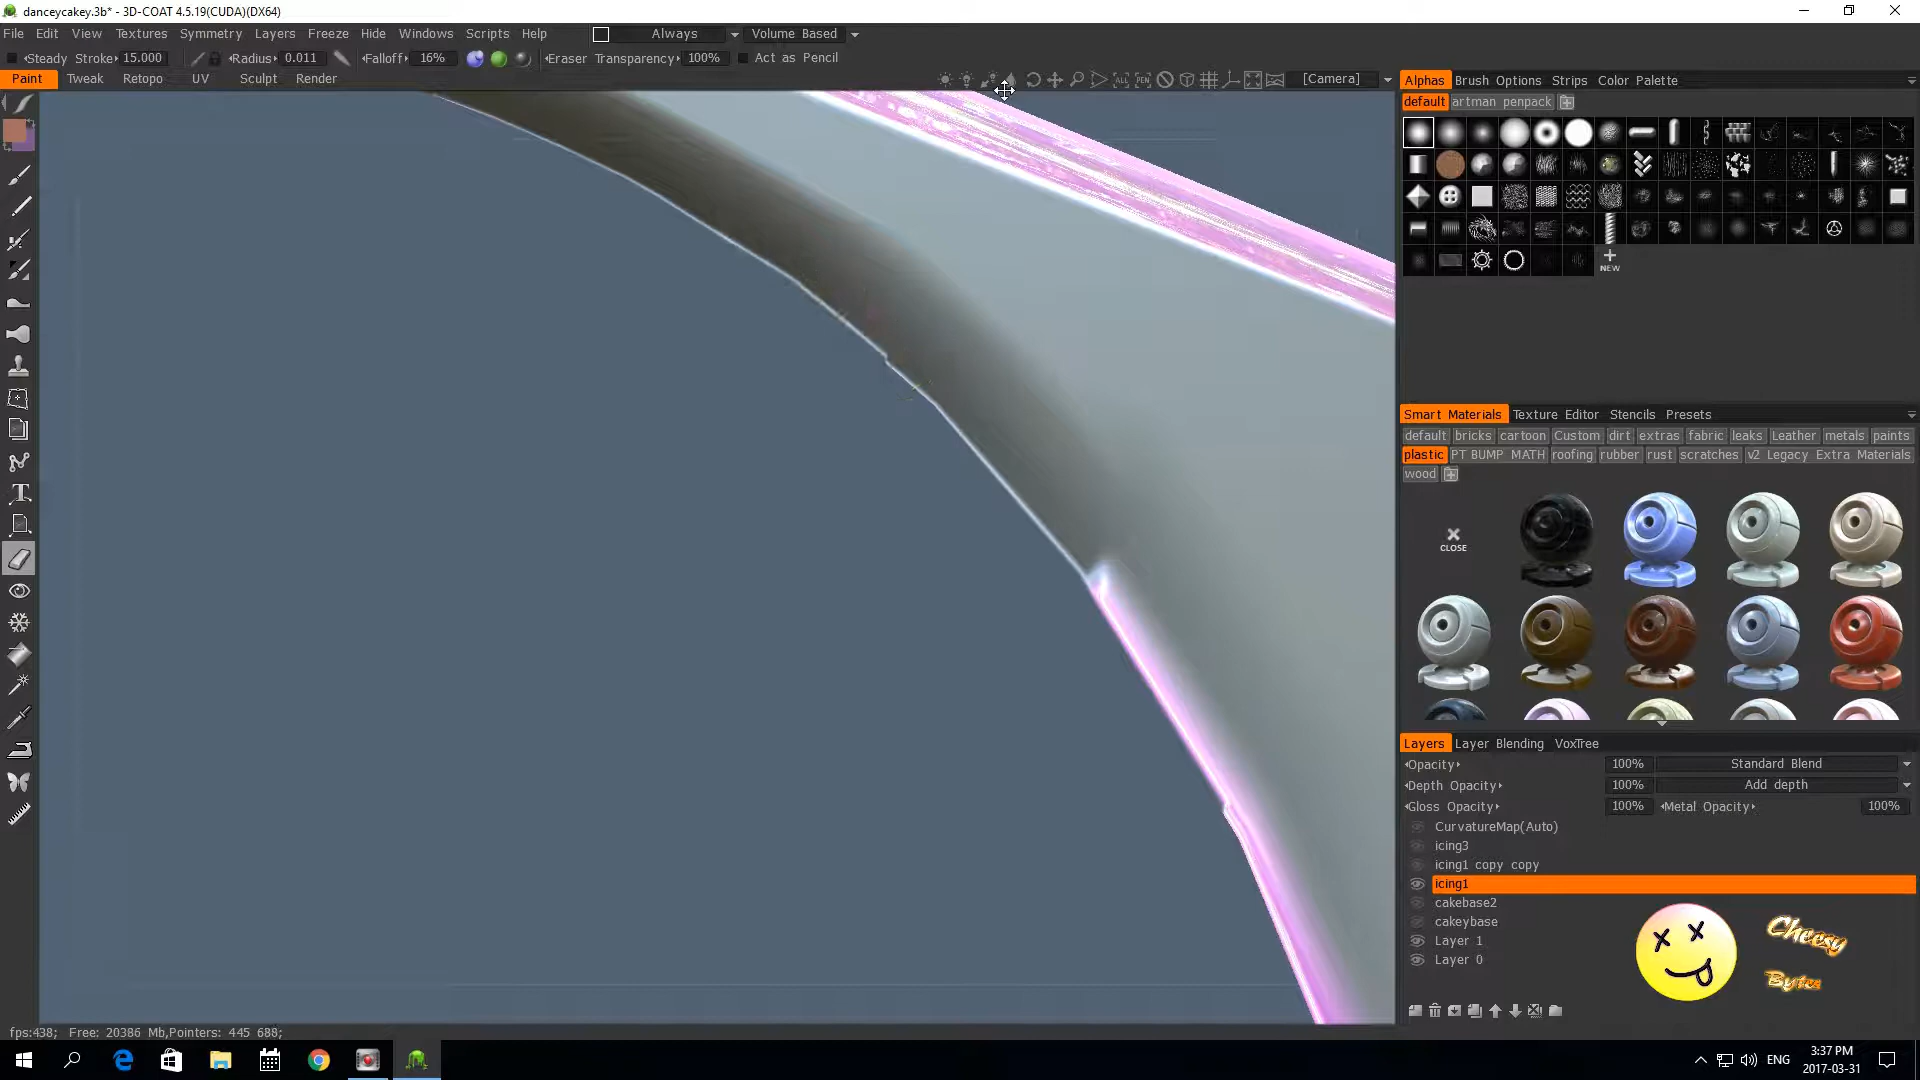 danceycakey.3b* - 3D-COAT 4.5.19(CUDA)(DX64)
File Edit View Textures Symmetry Layers Freeze Hide Windows Scripts Help Always Volume Based
Steady Stroke 15.000 Radius 0.011 Falloff 16% Eraser Transparency 100% Act as Pencil
Paint Tweak Retopo UV Sculpt Render
ALL PEN [Camera]
Alphas Brush Options Strips Color Palette
default artman penpack
NEW
Smart Materials Texture Editor Stencils Presets
default bricks cartoon Custom dirt extras fabric leaks Leather metals paints
plastic PT BUMP MATH roofing rubber rust scratches v2 Legacy Extra Materials
wood
CLOSE
Layers Layer Blending VoxTree
Opacity 100% Standard Blend
Depth Opacity 100% Add depth
Gloss Opacity 100% Metal Opacity 100%
CurvatureMap(Auto)
icing3
icing1 copy copy
icing1
cakebase2
cakeybase
Layer 1
Layer 0
Cheesy
Bytes
fps:438; Free: 20386 Mb,Pointers: 445 688;
ENG
3:37 PM
2017-03-31